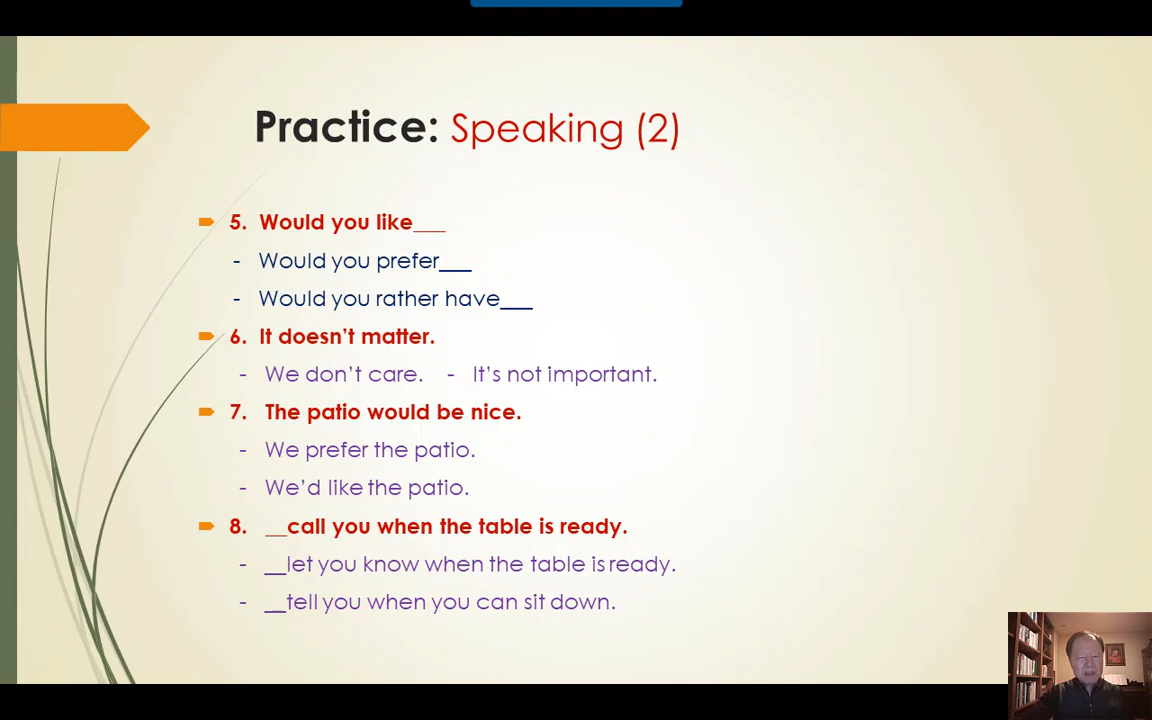 Practice: Speaking (2)
5. Would you like___
- Would you prefer___
- Would you rather have___
6. It doesn't matter.
- We don't care. - It's not important.
7. The patio would be nice.
- We prefer the patio.
- We'd like the patio.
8. __call you when the table is ready.
- __let you know when the table is ready.
- __tell you when you can sit down.